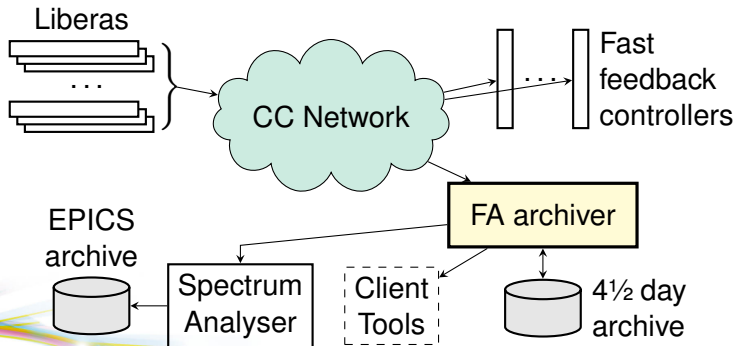 Liberas
. . .
CC Network
. . .
Fast
feedback
controllers
FA archiver
EPICS
archive
Spectrum
Analyser
Client
Tools
4½ day
archive